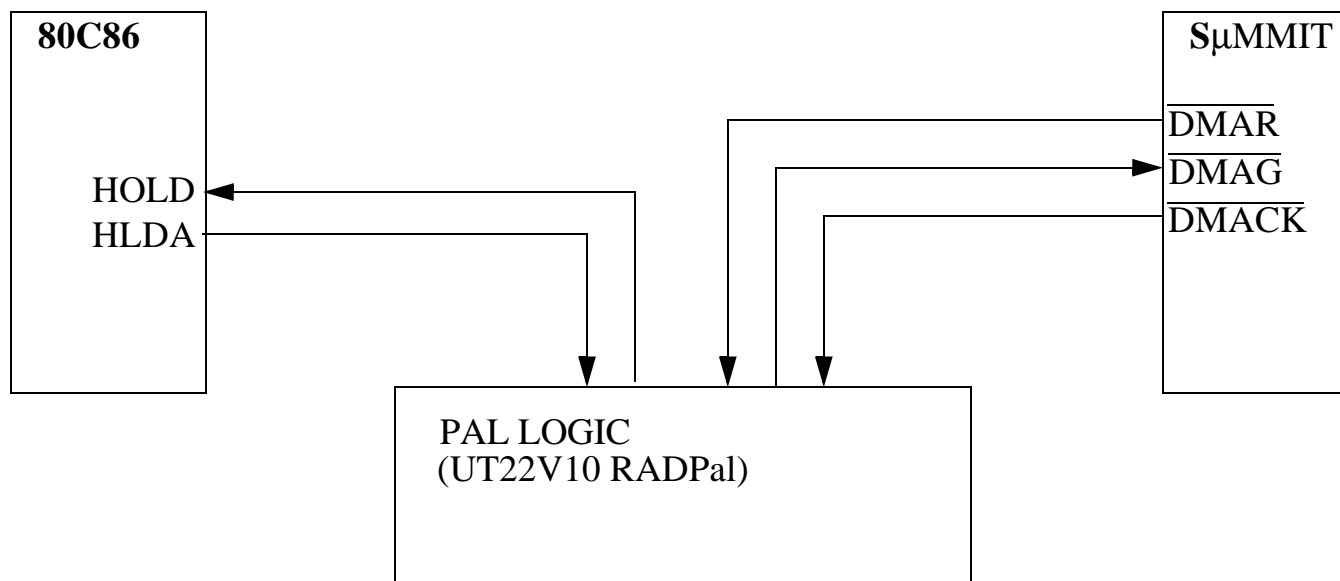 80C86
SμMMIT
DMAR
DMAG
DMACK
HOLD
HLDA
PAL LOGIC
(UT22V10 RADPal)